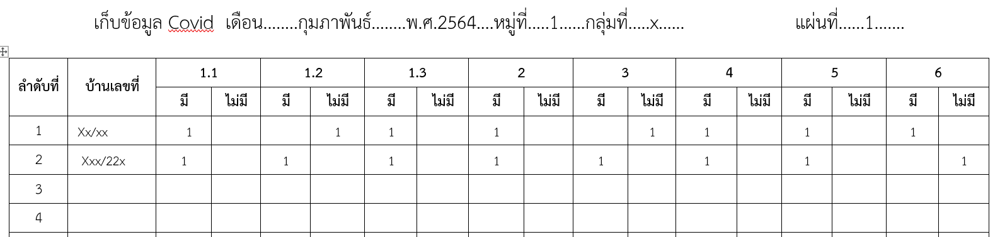 เก็บข้อมูล Covid เดือน........กุมภาพันธ์........พ.ศ.2564....หมู่ที่.....1......กลุ่มที่.....x...... แผ่นที่......1.......
ลำดับที่ บ้านเลขที่ 1.1 1.2 1.3 2 3 4 5 6
มี ไม่มี มี ไม่มี มี ไม่มี มี ไม่มี มี ไม่มี มี ไม่มี มี ไม่มี มี ไม่มี
1 Xx/xx 1 1 1 1 1 1 1 1
2 Xxx/22x 1 1 1 1 1 1 1 1
3
4